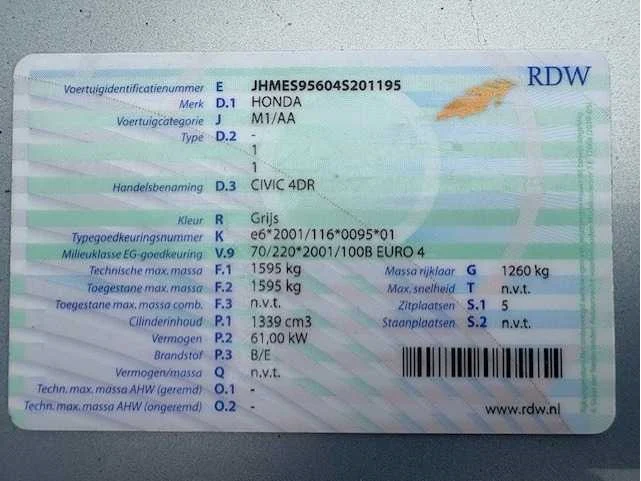 RDW
Voertuigidentificatienummer E JHMES95604S201195
Merk D.1 HONDA
Voertuigcategorie J M1/AA
Type D.2 -
1
1
Handelsbenaming D.3 CIVIC 4DR
Kleur R Grijs
Typegoedkeuringsnummer K e6*2001/116*0095*01
Milieuklasse EG-goedkeuring V.9 70/220*2001/100B EURO 4
Technische max. massa F.1 1595 kg Massa rijklaar G 1260 kg
Toegestane max. massa F.2 1595 kg Max. snelheid T n.v.t.
Toegestane max. massa comb. F.3 n.v.t. Zitplaatsen S.1 5
Cilinderinhoud P.1 1339 cm3 Staanplaatsen S.2 n.v.t.
Vermogen P.2 61,00 kW
Brandstof P.3 B/E
Vermogen/massa Q n.v.t.
Techn. max. massa AHW (geremd) O.1 -
Techn. max. massa AHW (ongeremd) O.2 -
www.rdw.nl